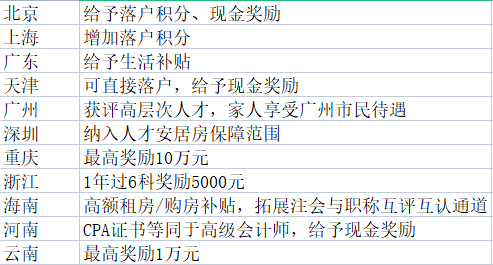 北京 给予落户积分、现金奖励
上海 增加落户积分
广东 给予生活补贴
天津 可直接落户，给予现金奖励
广州 获评高层次人才，家人享受广州市民待遇
深圳 纳入人才安居房保障范围
重庆 最高奖励10万元
浙江 1年过6科奖励5000元
海南 高额租房/购房补贴，拓展注会与职称互评互认通道
河南 CPA证书等同于高级会计师，给予现金奖励
云南 最高奖励1万元